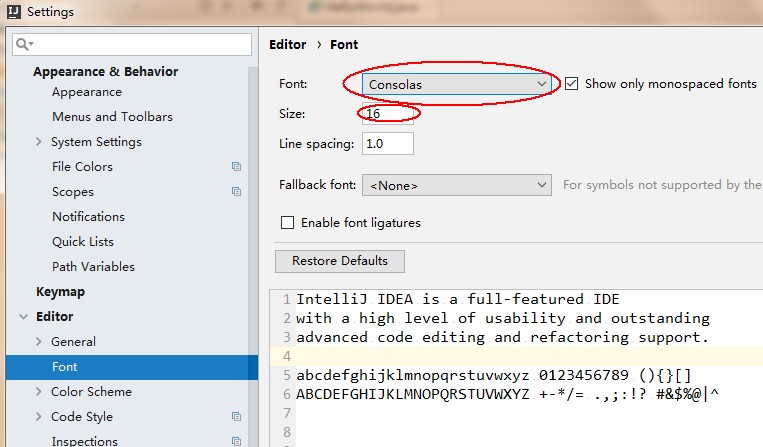 IJ Settings
Appearance & Behavior
Appearance
Menus and Toolbars
System Settings
File Colors
Scopes
Notifications
Quick Lists
Path Variables
Keymap
Editor
General
Font
Color Scheme
Code Style
Inspections
Editor › Font
Font: Consolas Show only monospaced fonts
Size: 16
Line spacing: 1.0
Fallback font: <None> For symbols not supported by the
Enable font ligatures
Restore Defaults
1 IntelliJ IDEA is a full-featured IDE
2 with a high level of usability and outstanding
3 advanced code editing and refactoring support.
4
5 abcdefghijklmnopqrstuvwxyz 0123456789 (){}[]
6 ABCDEFGHIJKLMNOPQRSTUVWXYZ +-*/= .,;:!? #&$%@|^
7
8